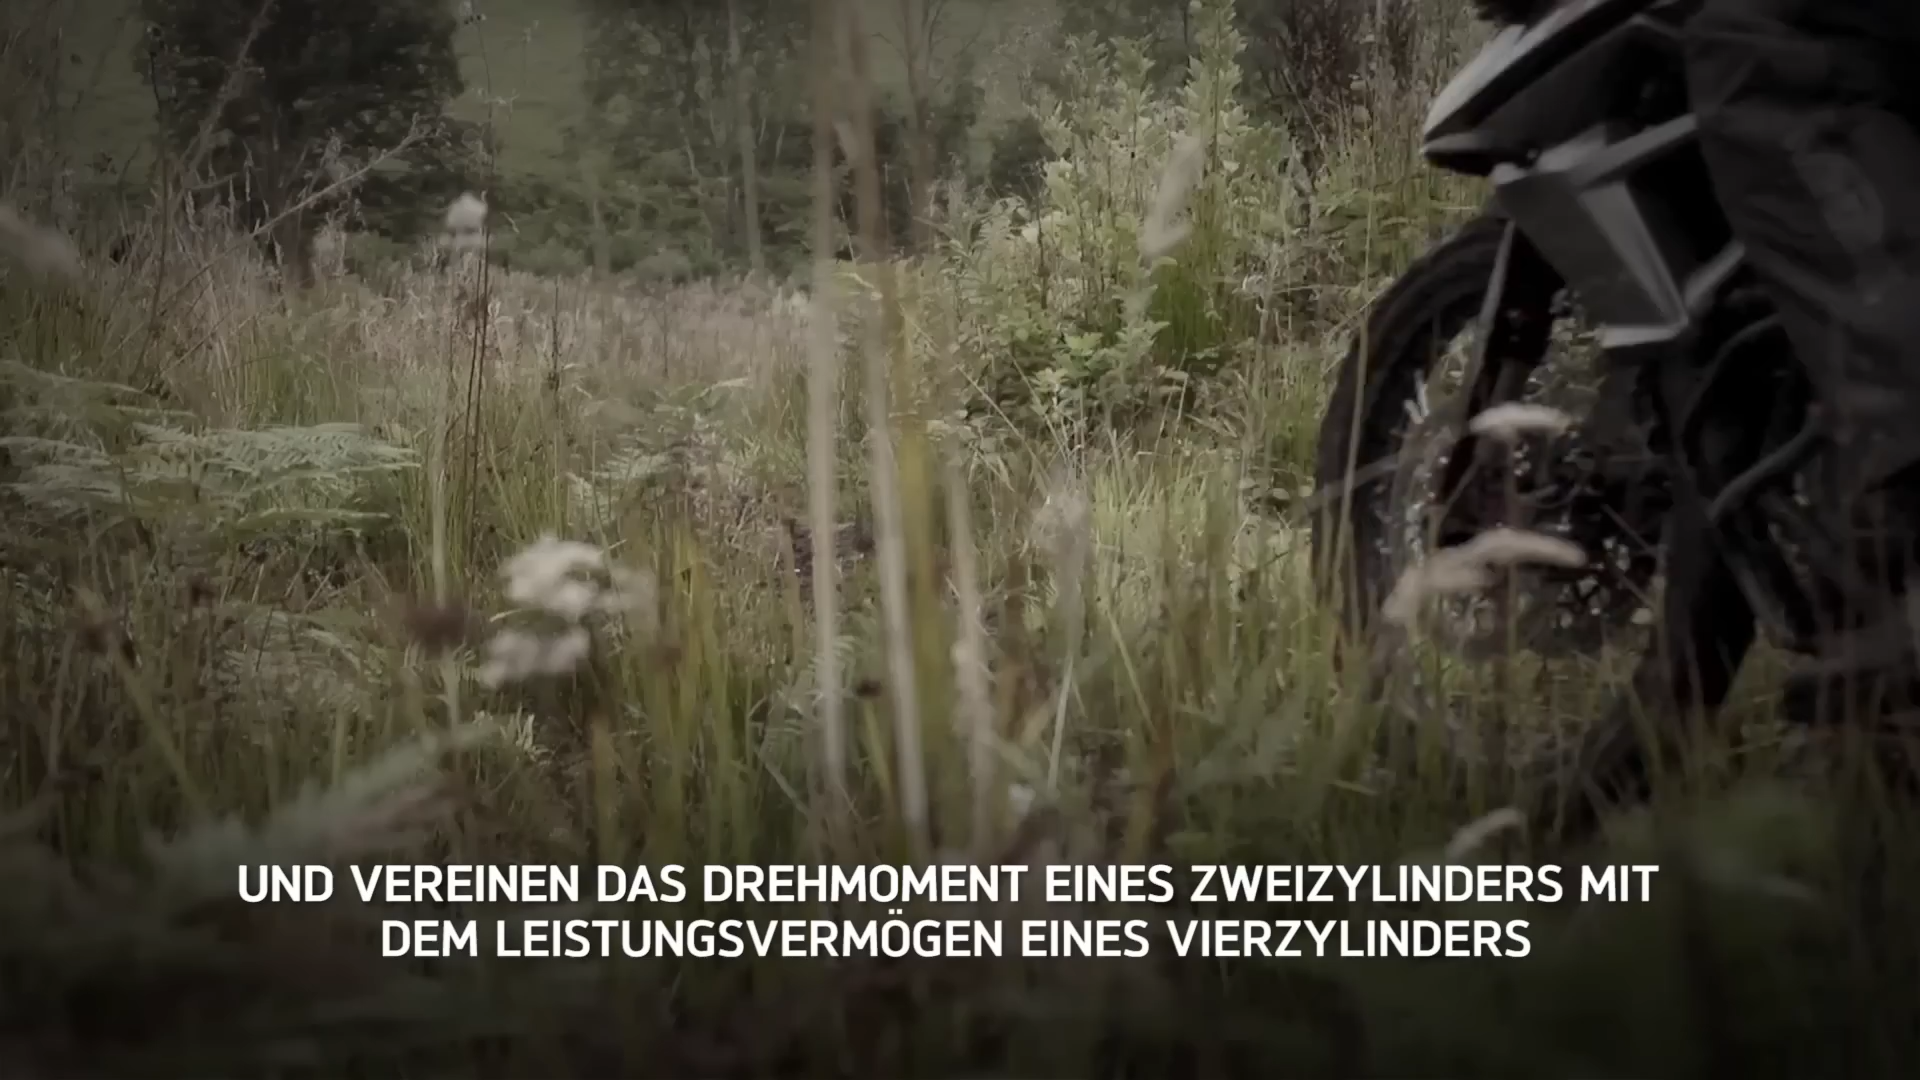 UND VEREINEN DAS DREHMOMENT EINES ZWEIZYLINDERS MIT
DEM LEISTUNGSVERMÖGEN EINES VIERZYLINDERS